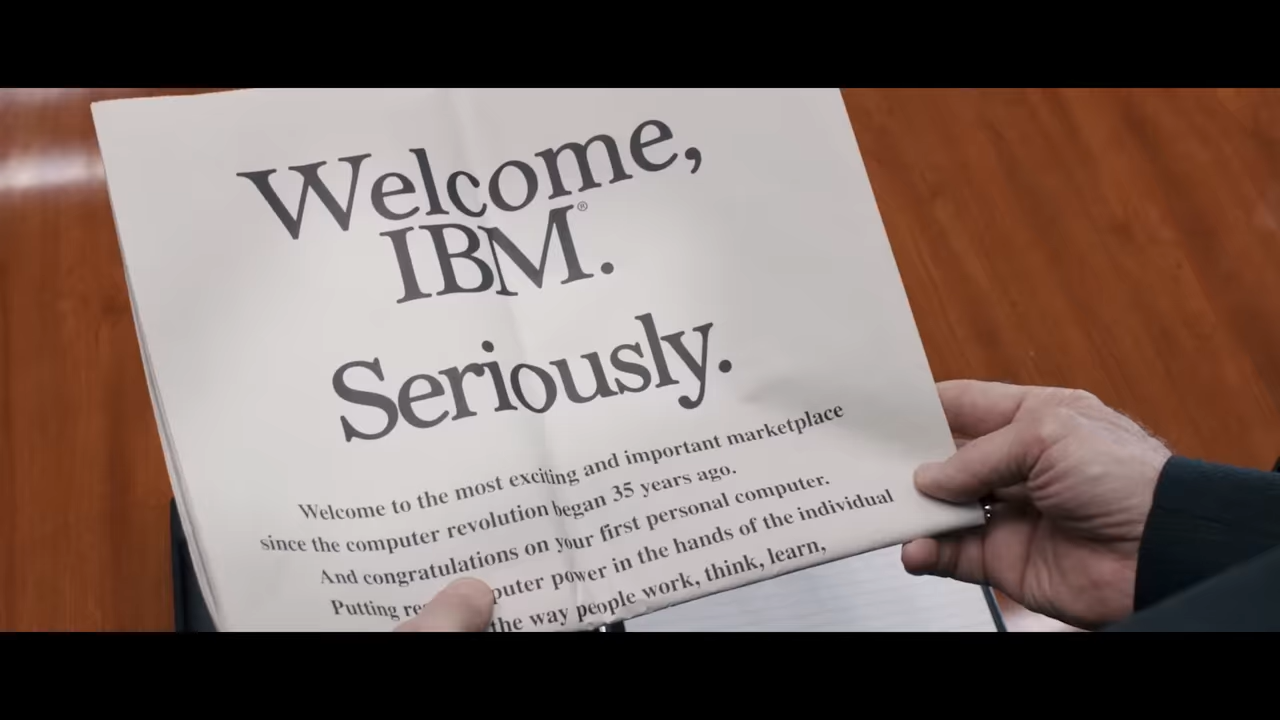 Welcome,
IBM®.
Seriously.
Welcome to the most exciting and important marketplace
since the computer revolution began 35 years ago.
And congratulations on your first personal computer.
Putting puter power in the hands of the individual
the way people work, think, learn,